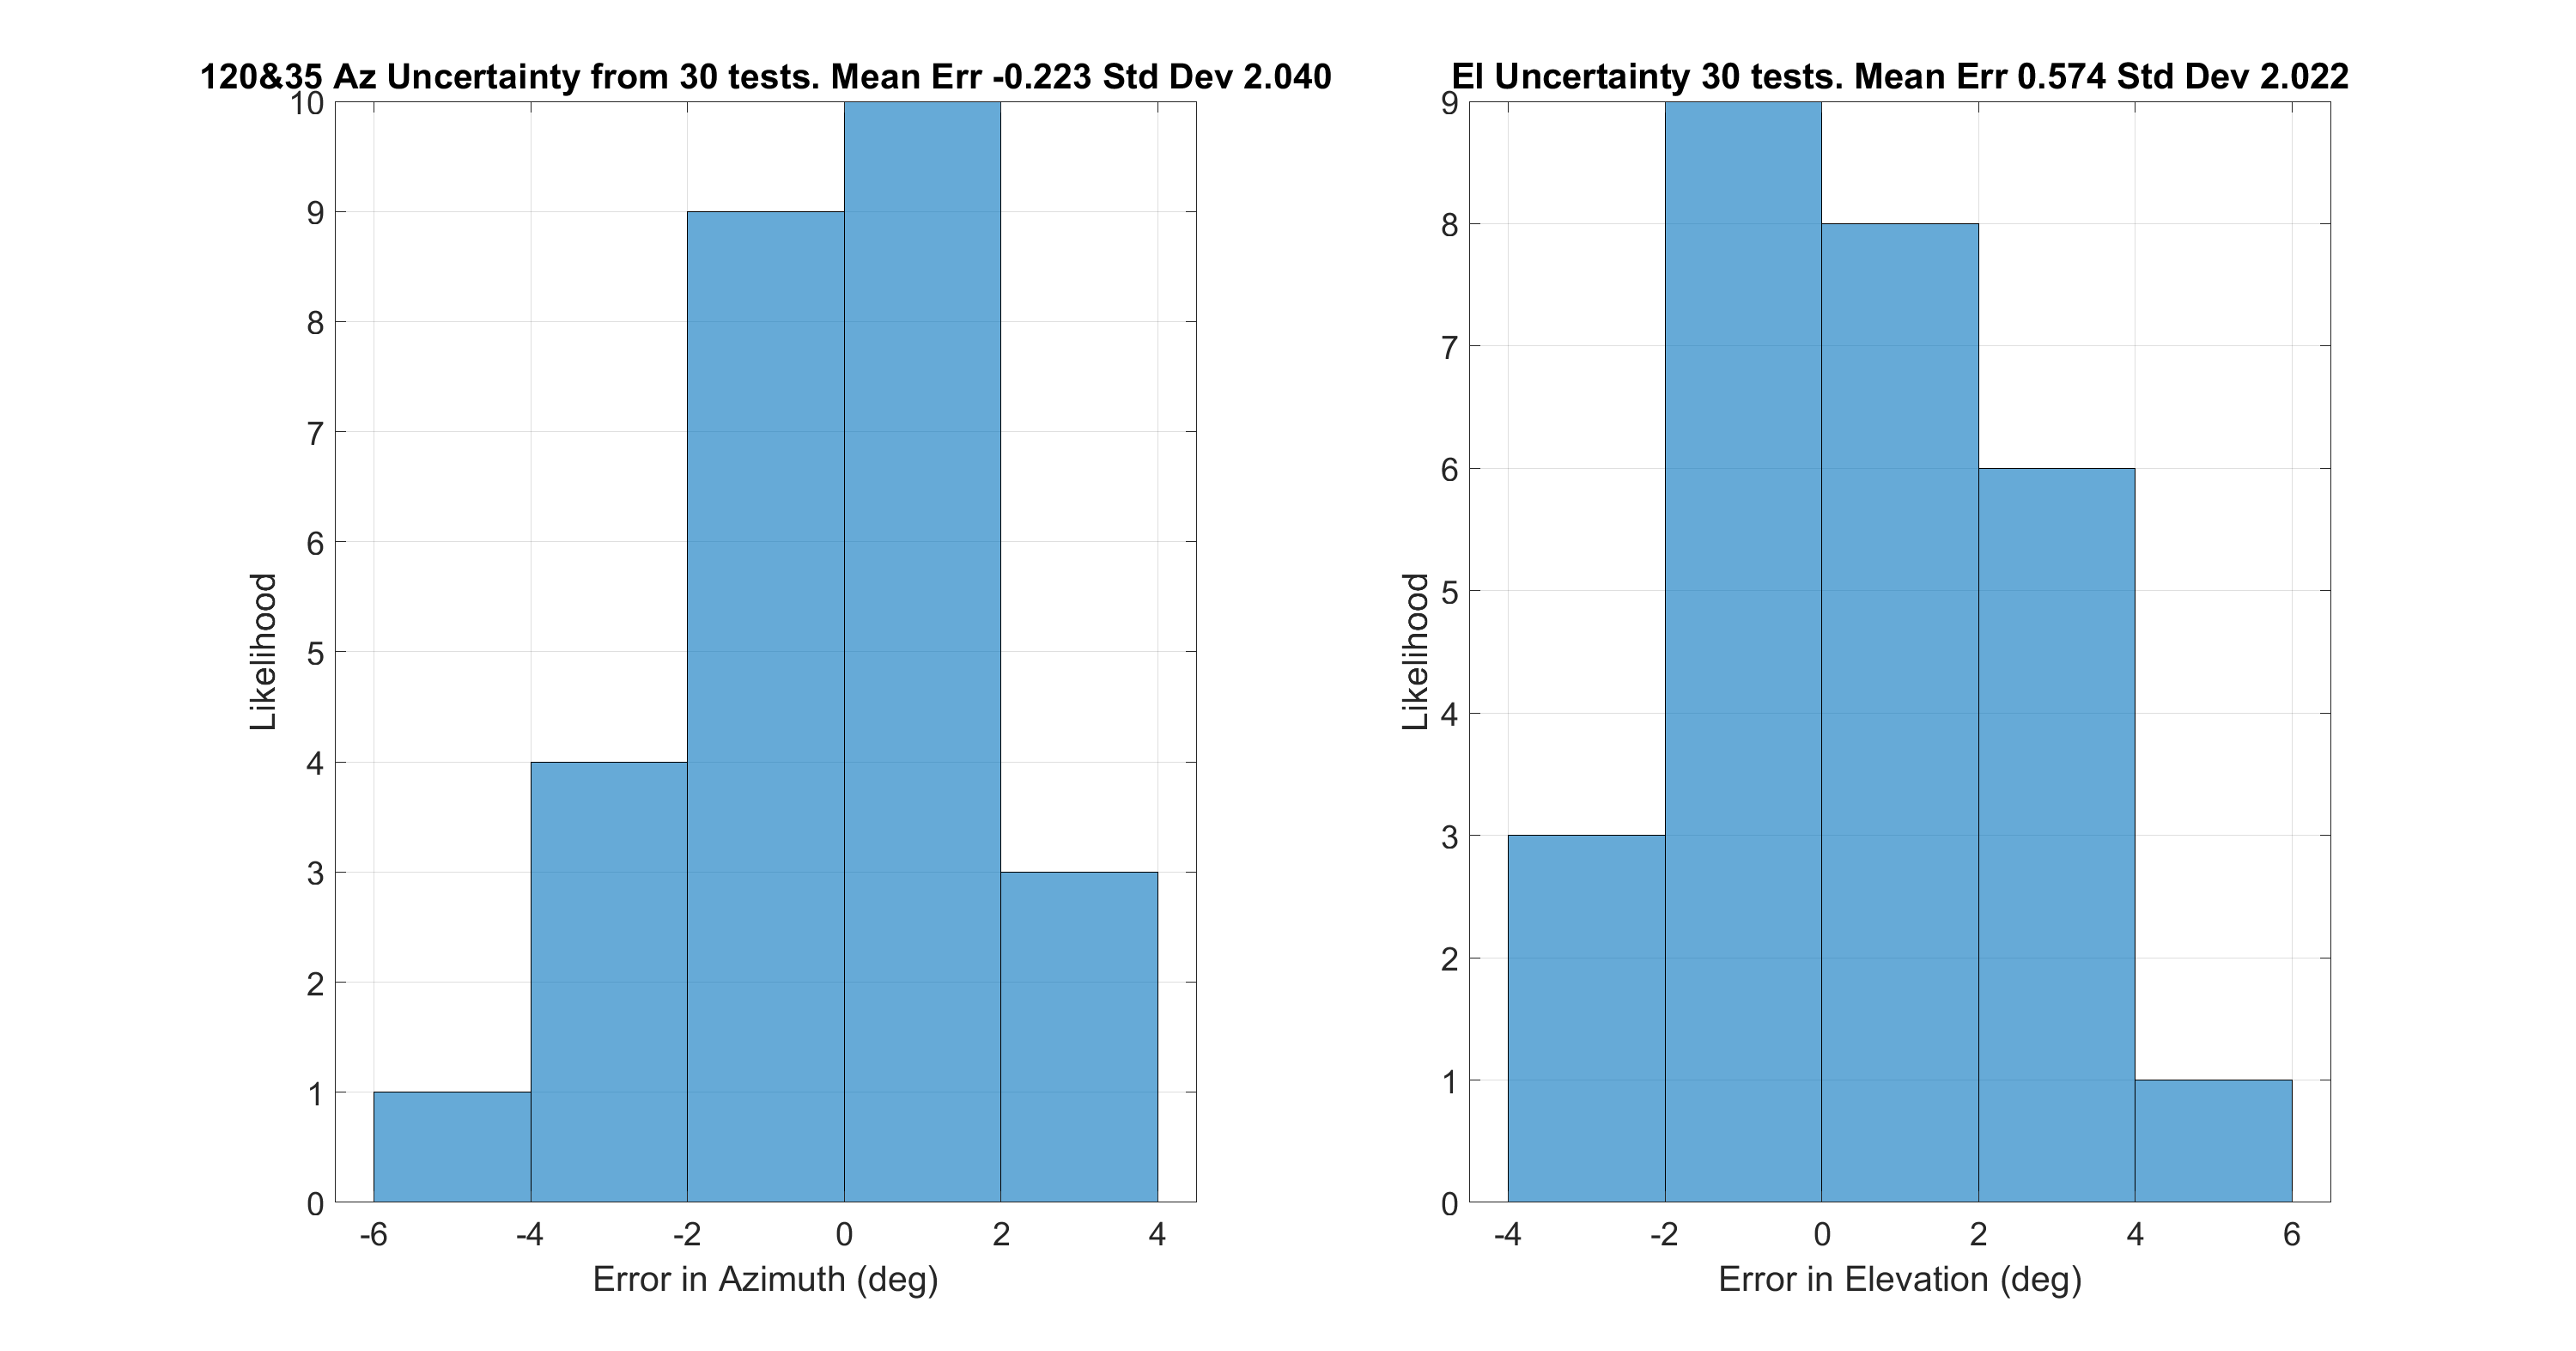 120&35 Az Uncertainty from 30 tests. Mean Err -0.223 Std Dev 2.040
10
9
8
7
6
5
4
3
2
1
0
Likelihood
-6 -4 -2 0 2 4
Error in Azimuth (deg)
El Uncertainty 30 tests. Mean Err 0.574 Std Dev 2.022
9
8
7
6
5
4
3
2
1
0
Likelihood
-4 -2 0 2 4 6
Error in Elevation (deg)